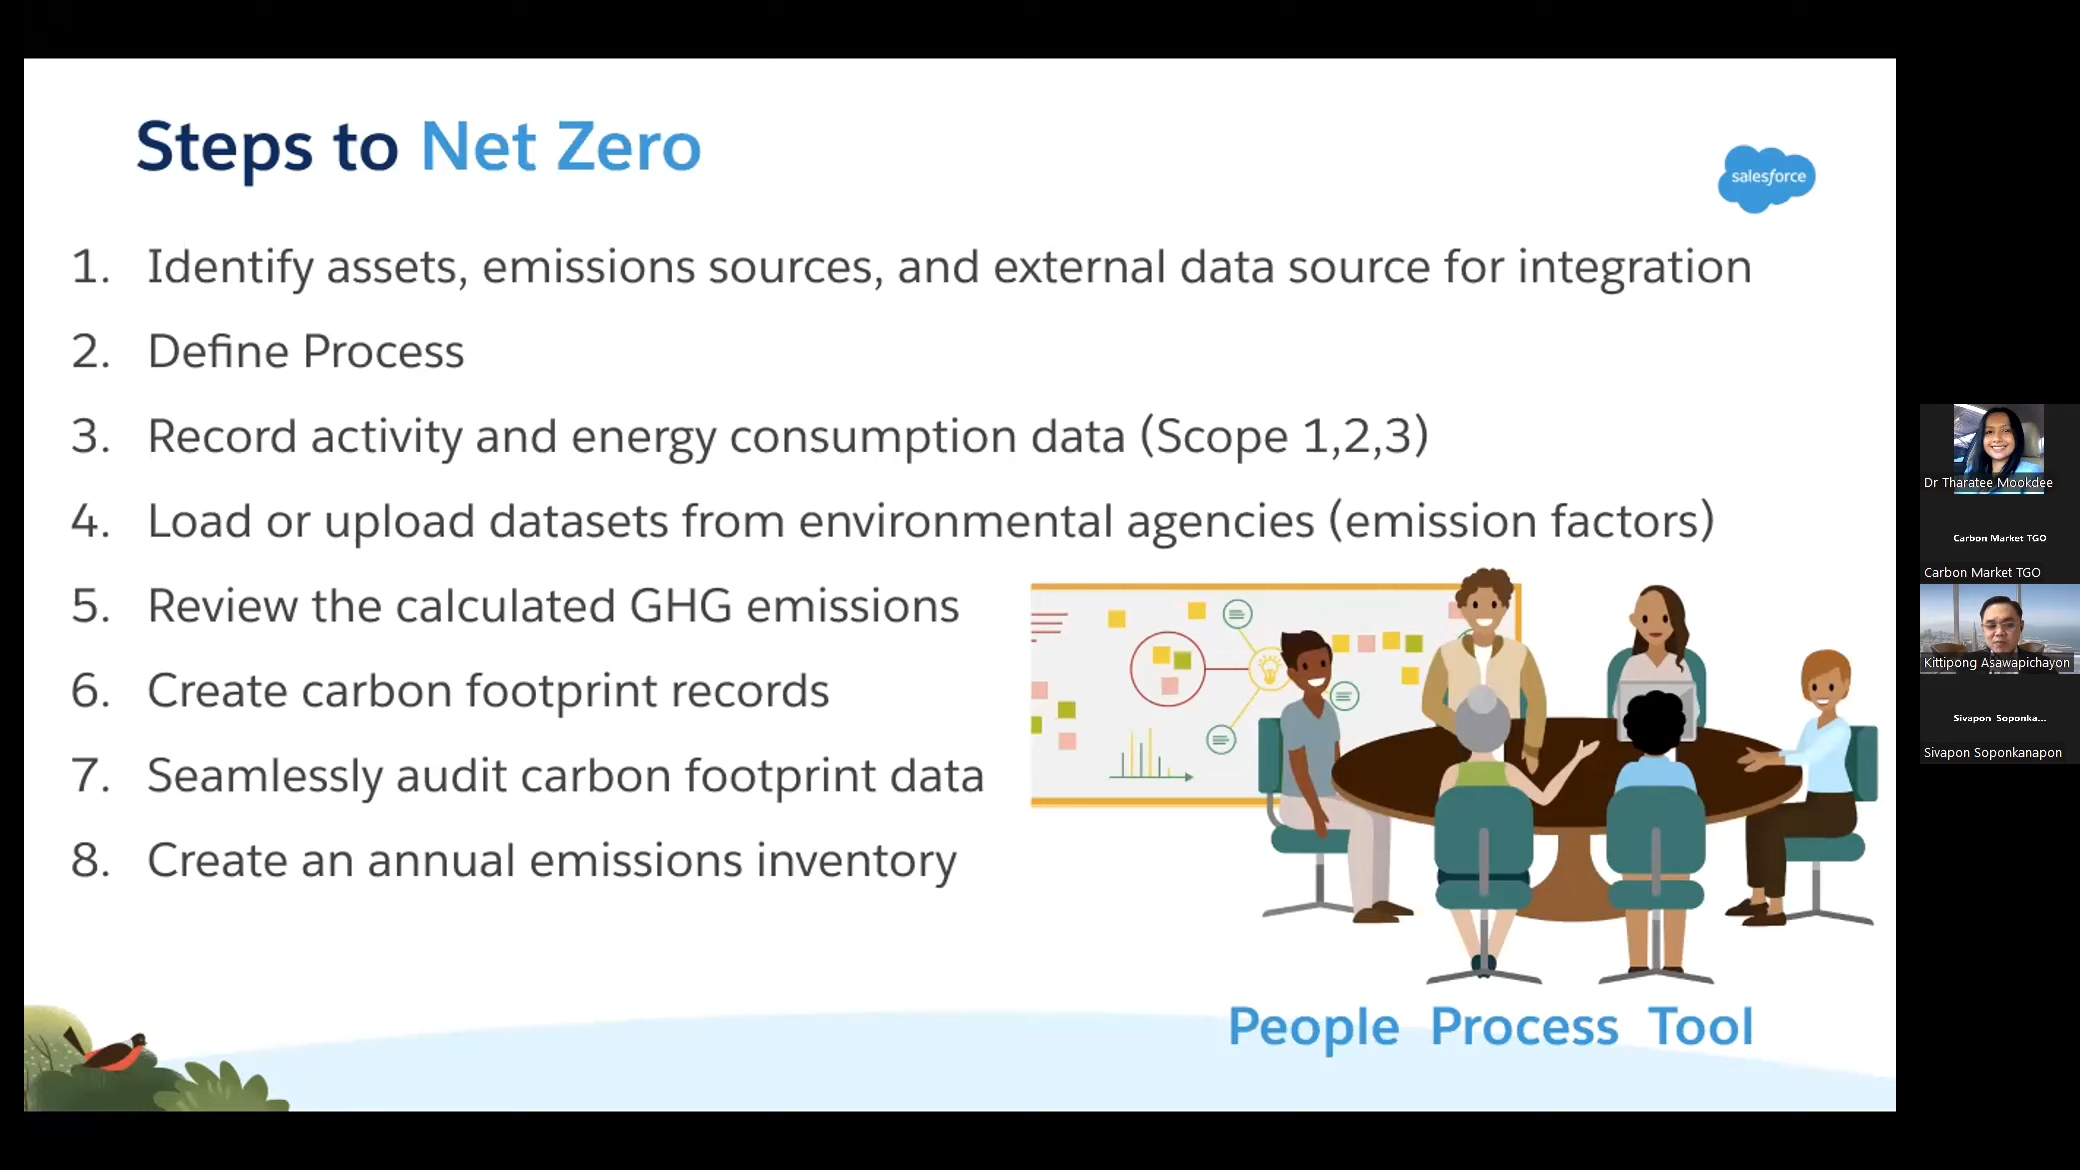 Steps to Net Zero
salesforce
1. Identify assets, emissions sources, and external data source for integration
2. Define Process
3. Record activity and energy consumption data (Scope 1,2,3)
4. Load or upload datasets from environmental agencies (emission factors)
5. Review the calculated GHG emissions
6. Create carbon footprint records
7. Seamlessly audit carbon footprint data
8. Create an annual emissions inventory
People Process Tool
Dr Tharatee Mookdee
Carbon Market TGO
Carbon Market TGO
Kittipong Asawapichayon
Sivapon Soponka...
Sivapon Soponkanapon